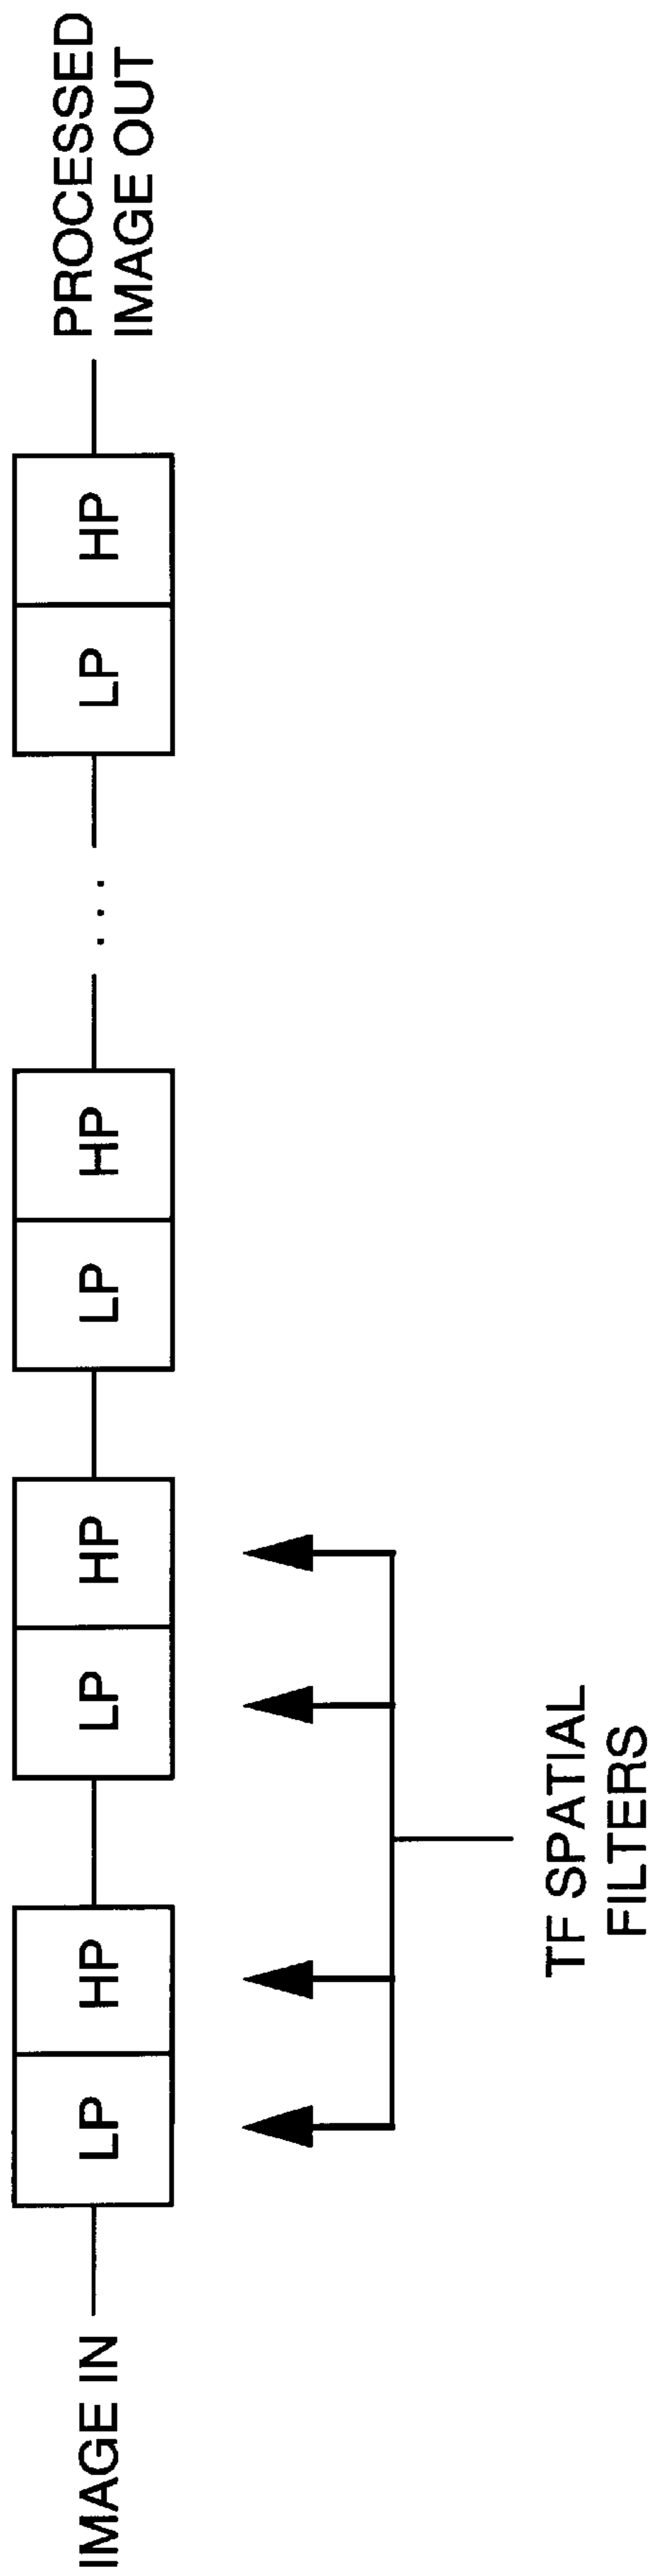 IMAGE IN
LP
HP
LP
HP
LP
HP
...
LP
HP
PROCESSED
IMAGE OUT
TF SPATIAL
FILTERS